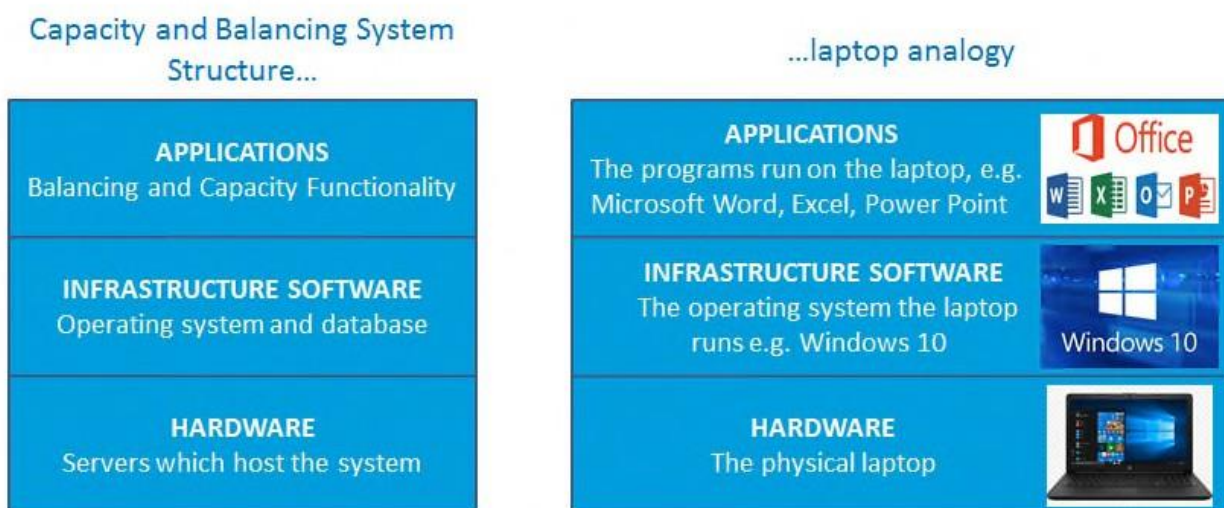 Capacity and Balancing System
Structure...
APPLICATIONS
Balancing and Capacity Functionality
INFRASTRUCTURE SOFTWARE
Operating system and database
HARDWARE
Servers which host the system
...laptop analogy
APPLICATIONS
The programs run on the laptop, e.g.
Microsoft Word, Excel, Power Point
Office
W X O P
INFRASTRUCTURE SOFTWARE
The operating system the laptop
runs e.g. Windows 10
Windows 10
HARDWARE
The physical laptop